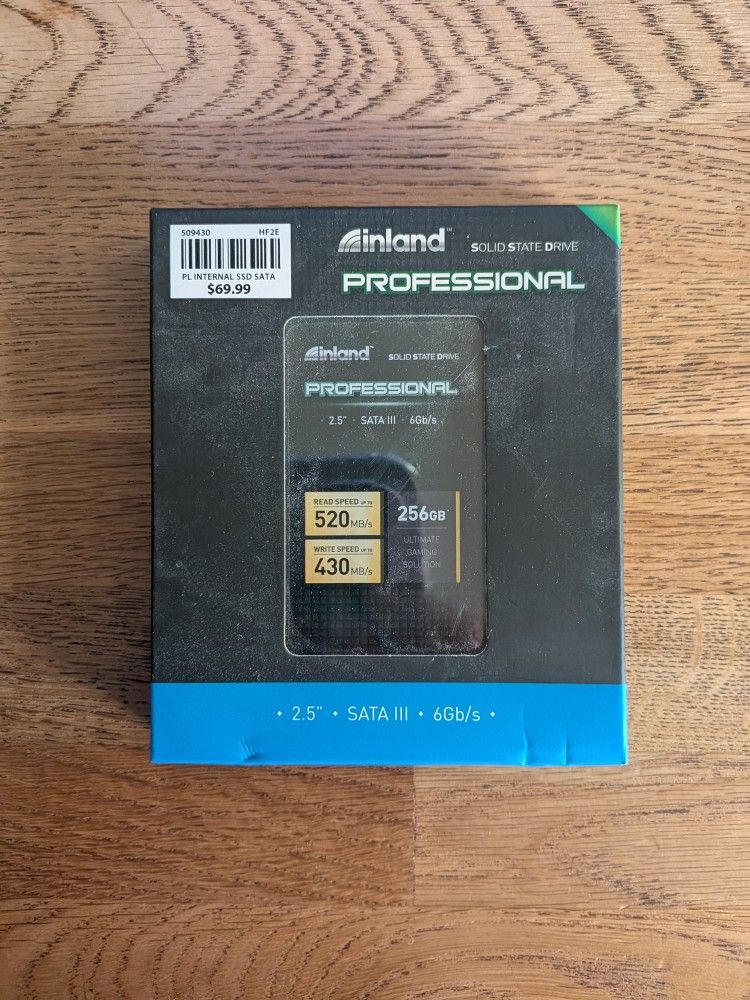 509430 HF2E
PL INTERNAL SSD SATA
$69.99
inland™ SOLID STATE DRIVE
PROFESSIONAL
inland™ SOLID STATE DRIVE
PROFESSIONAL
2.5" · SATA III · 6Gb/s
READ SPEED UP TO
520MB/s
WRITE SPEED UP TO
430MB/s
256GB*
ULTIMATE
GAMING
SOLUTION
• 2.5" • SATA III • 6Gb/s •